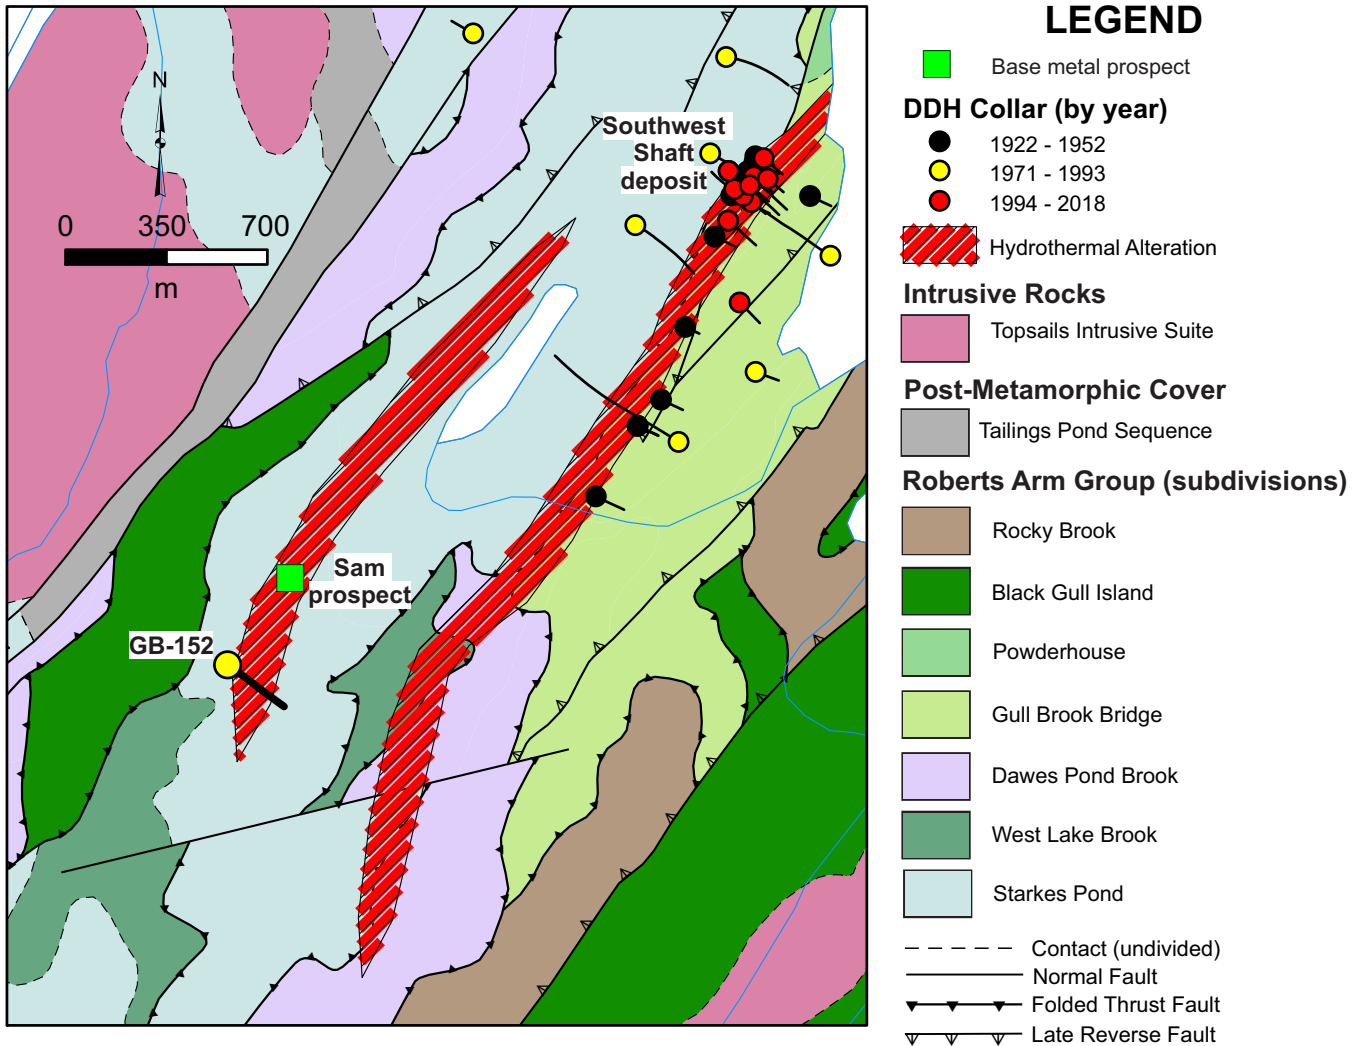 N
0 350 700
m
Southwest
Shaft
deposit
Sam
prospect
GB-152
LEGEND
Base metal prospect
DDH Collar (by year)
1922 - 1952
1971 - 1993
1994 - 2018
Hydrothermal Alteration
Intrusive Rocks
Topsails Intrusive Suite
Post-Metamorphic Cover
Tailings Pond Sequence
Roberts Arm Group (subdivisions)
Rocky Brook
Black Gull Island
Powderhouse
Gull Brook Bridge
Dawes Pond Brook
West Lake Brook
Starkes Pond
Contact (undivided)
Normal Fault
Folded Thrust Fault
Late Reverse Fault